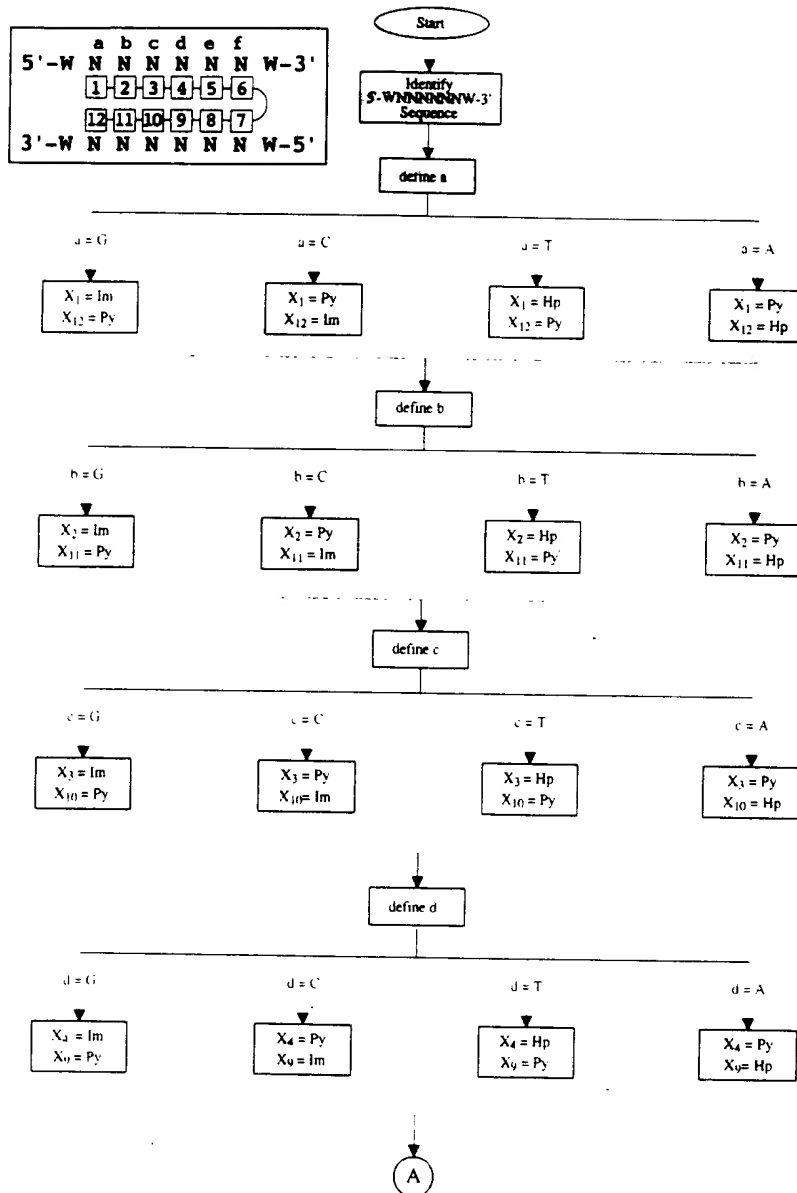 a b c d e f
5'-W N N N N N N W-3'
1 2 3 4 5 6
12 11 10 9 8 7
3'-W N N N N N N W-5'
Start
Identify
5'-WNNNNNNW-3'
Sequence
define a
a = G a = C a = T a = A
X1 = Im X1 = Py X1 = Hp X1 = Py
X12 = Py X12 = Im X12 = Py X12 = Hp
define b
b = G b = C b = T b = A
X2 = Im X2 = Py X2 = Hp X2 = Py
X11 = Py X11 = Im X11 = Py X11 = Hp
define c
c = G c = C c = T c = A
X3 = Im X3 = Py X3 = Hp X3 = Py
X10 = Py X10= Im X10 = Py X10 = Hp
define d
d = G d = C d = T d = A
X4 = Im X4 = Py X4 = Hp X4 = Py
X9 = Py X9 = Im X9 = Py X9= Hp
A